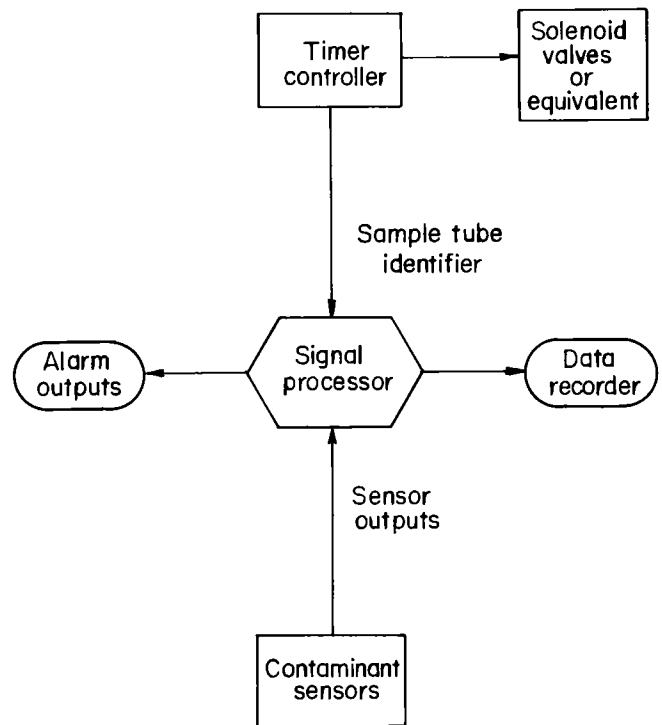 Timer
controller
Solenoid
valves
or
equivalent
Sample tube
identifier
Alarm
outputs
Signal
processor
Data
recorder
Sensor
outputs
Contaminant
sensors